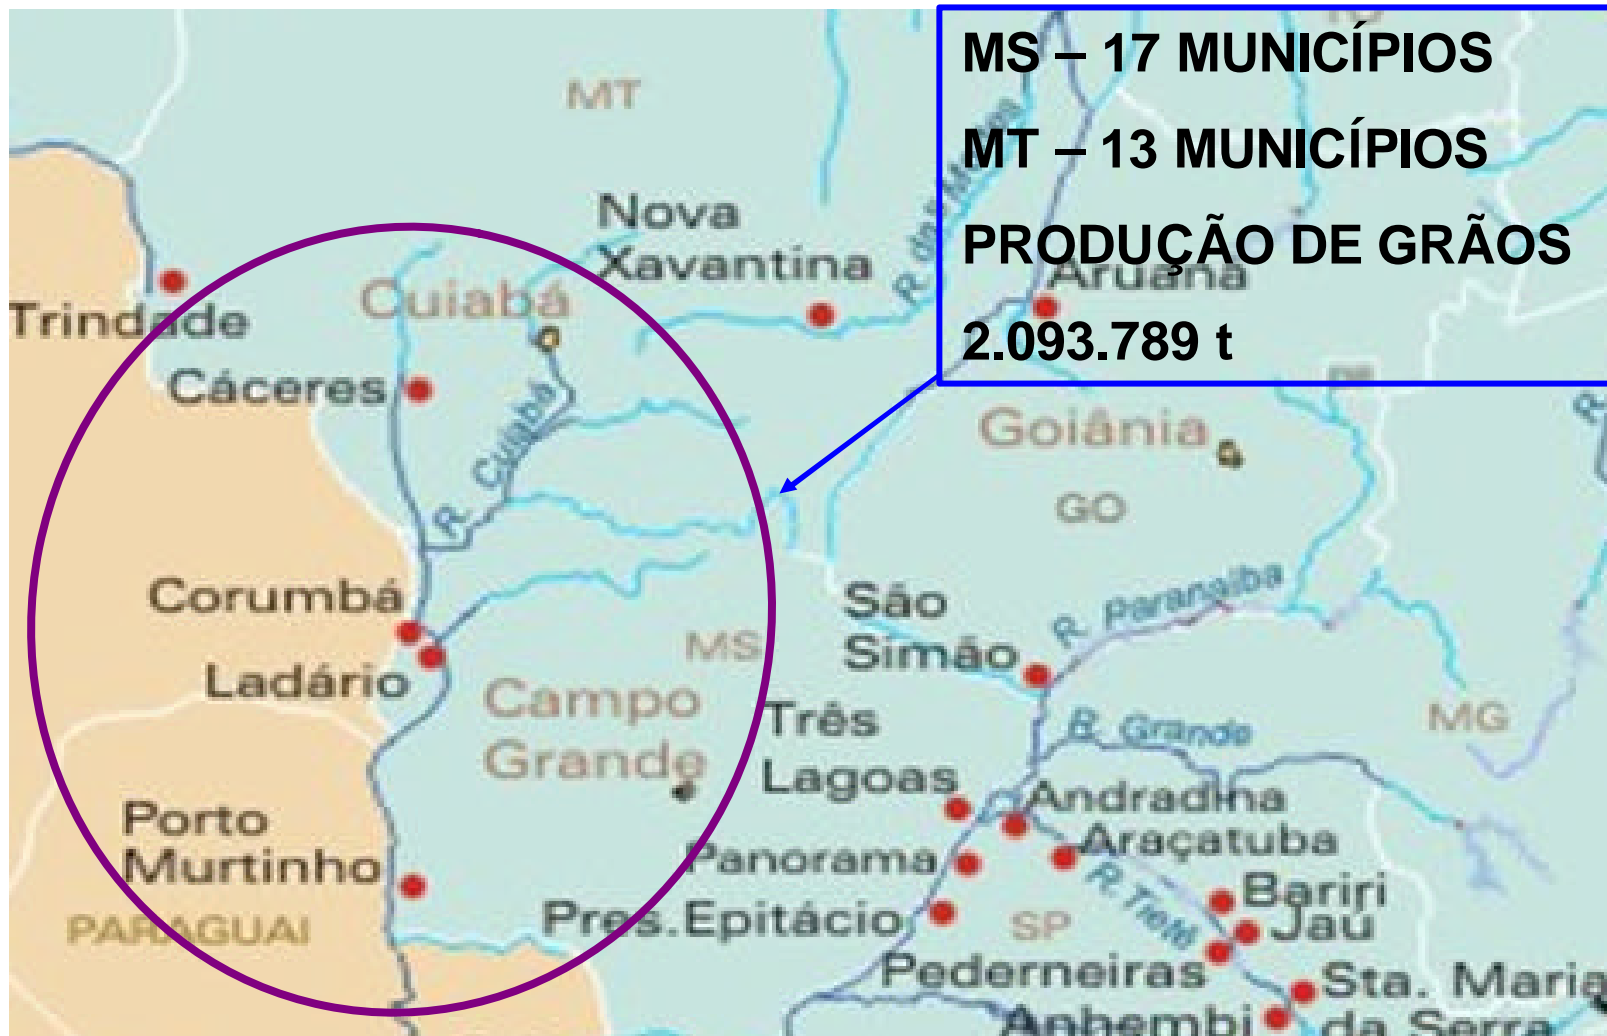 MS – 17 MUNICÍPIOS
MT – 13 MUNICÍPIOS
PRODUÇÃO DE GRÃOS
2.093.789 t
MT
Nova
Xavantina
Aruanã
Cuiabá
Trindade
Cáceres
R. Cuiabá
Goiânia
GO
Corumbá
Ladário
MS
São
Simão
R. Paranaíba
Campo
Grande
Três
Lagoas
R. Grande
MG
Porto
Murtinho
Andradina
Araçatuba
Panorama
R. Tietê
Bariri
Jaú
PARAGUAI
Pres.Epitácio
SP
Pederneiras
Sta. Maria
da Serra
Anhembi